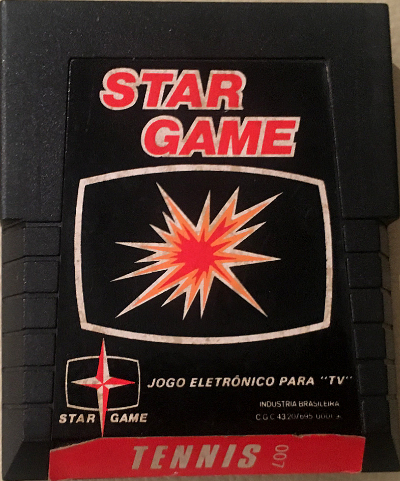 STAR
GAME
JOGO ELETRÔNICO PARA "TV"
INDUSTRIA BRASILEIRA
C G C
STAR GAME
TENNIS 007